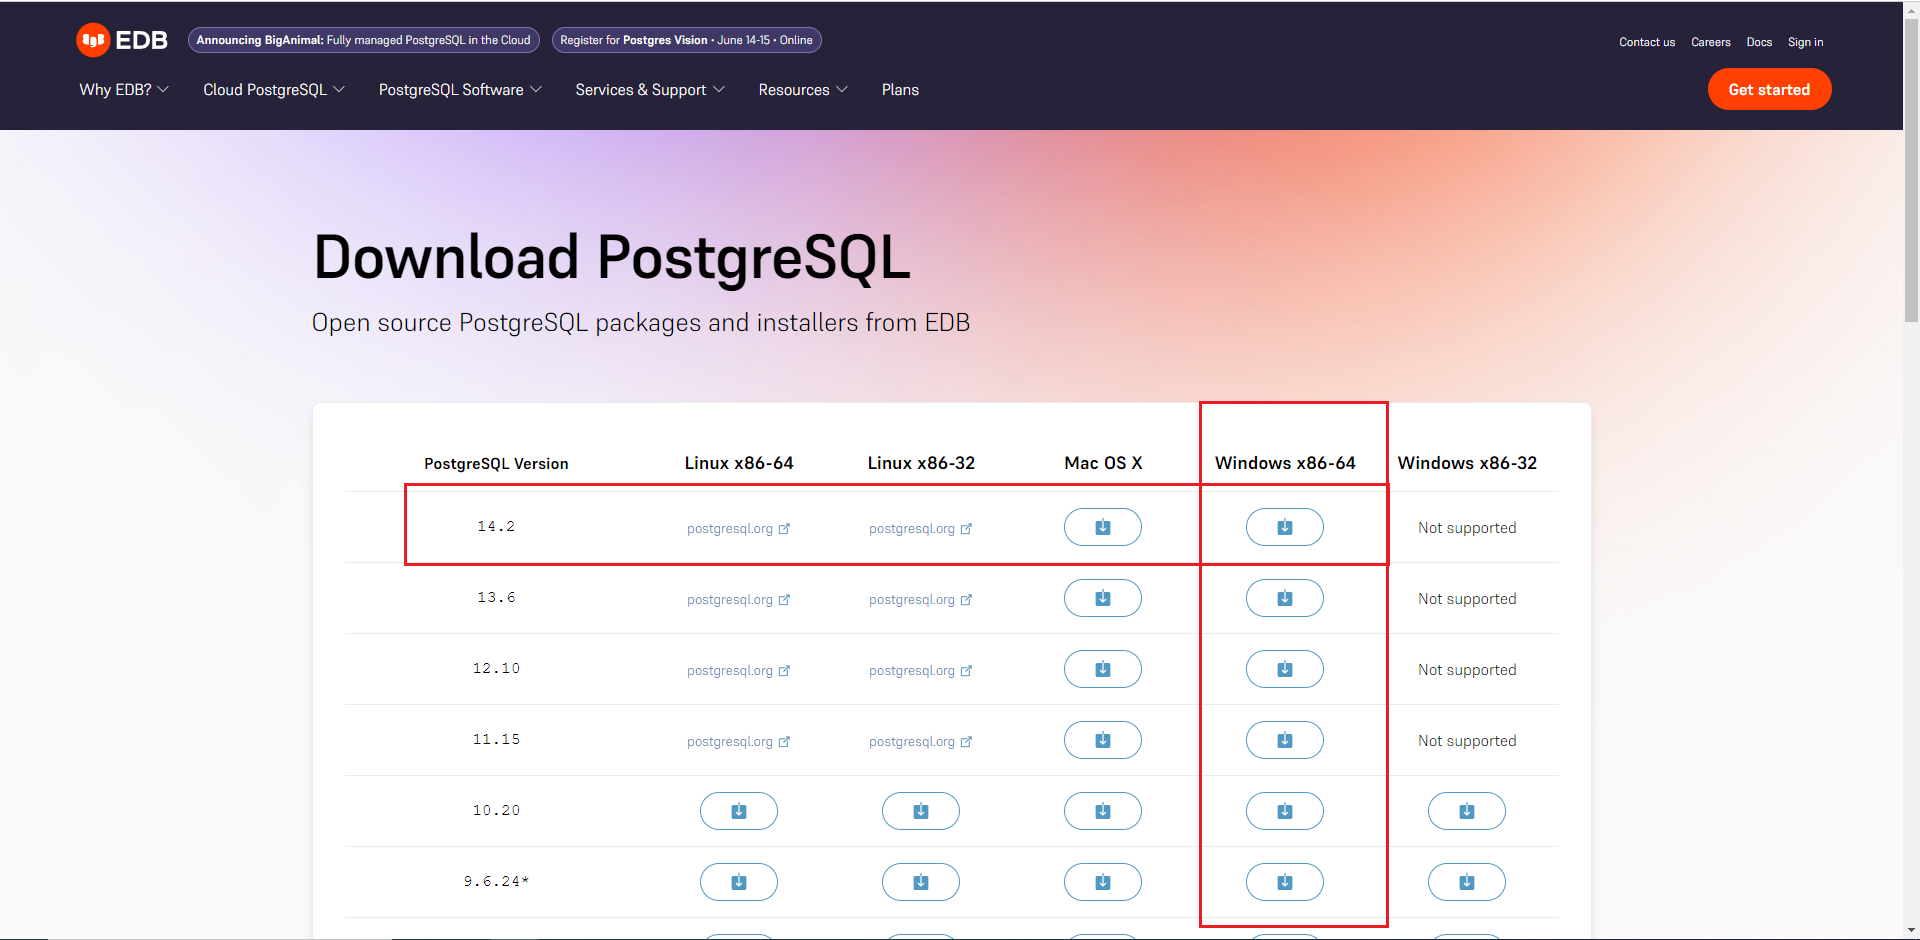 EDB
Announcing BigAnimal: Fully managed PostgreSQL in the Cloud
Register for Postgres Vision • June 14-15 • Online
Contact us Careers Docs Sign in
Why EDB? Cloud PostgreSQL PostgreSQL Software Services & Support Resources Plans
Get started
Download PostgreSQL
Open source PostgreSQL packages and installers from EDB
PostgreSQL Version Linux x86-64 Linux x86-32 Mac OS X Windows x86-64 Windows x86-32
14.2 postgresql.org postgresql.org Not supported
13.6 postgresql.org postgresql.org Not supported
12.10 postgresql.org postgresql.org Not supported
11.15 postgresql.org postgresql.org Not supported
10.20
9.6.24*